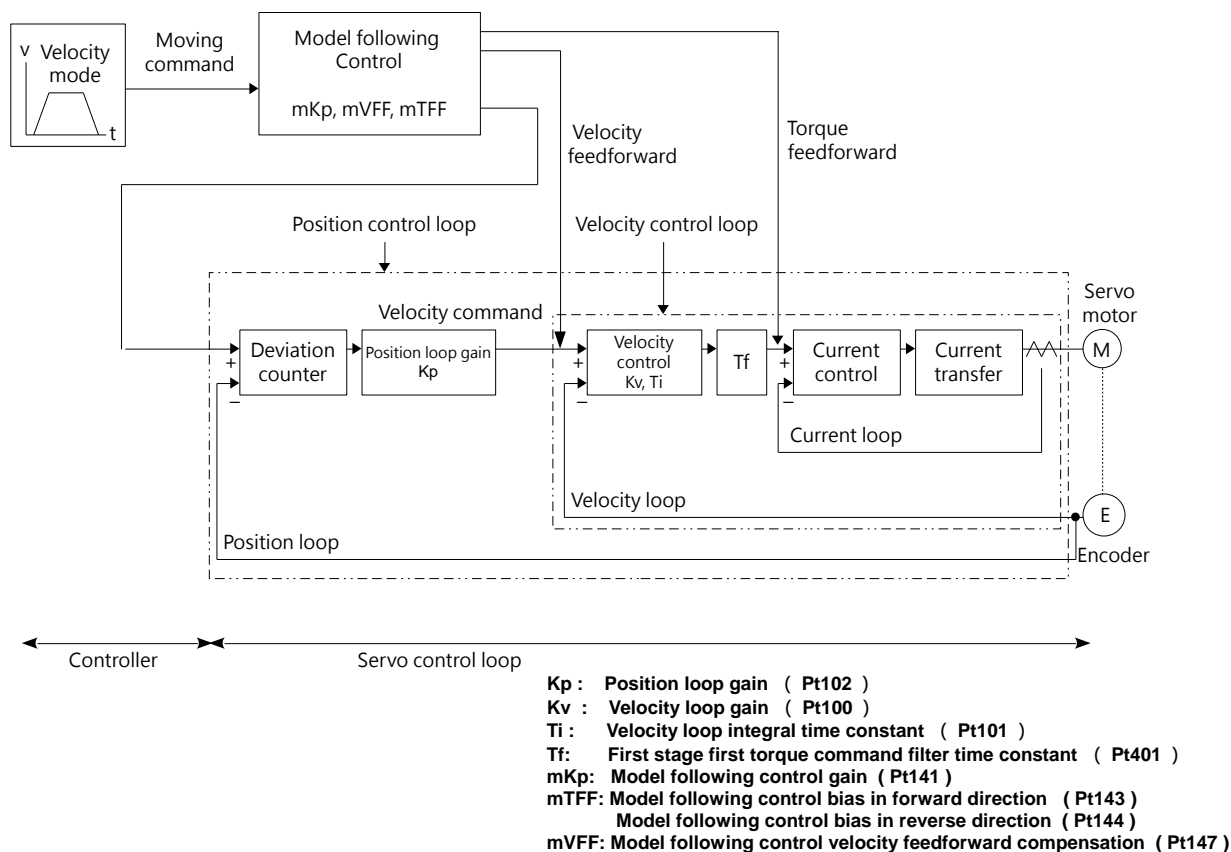 v Velocity
mode
t
Moving
command
Model following
Control
mKp, mVFF, mTFF
Velocity
feedforward
Torque
feedforward
Position control loop
Velocity control loop
Velocity command
Servo
motor
+
−
Deviation
counter
Position loop gain
Kp
+
−
Velocity
control
Kv, Ti
Tf
+
−
Current
control
Current
transfer
M
Current loop
Velocity loop
E
Position loop
Encoder
Controller
Servo control loop
Kp : Position loop gain ( Pt102 )
Kv : Velocity loop gain ( Pt100 )
Ti : Velocity loop integral time constant ( Pt101 )
Tf: First stage first torque command filter time constant ( Pt401 )
mKp: Model following control gain ( Pt141 )
mTFF: Model following control bias in forward direction ( Pt143 )
Model following control bias in reverse direction ( Pt144 )
mVFF: Model following control velocity feedforward compensation ( Pt147 )